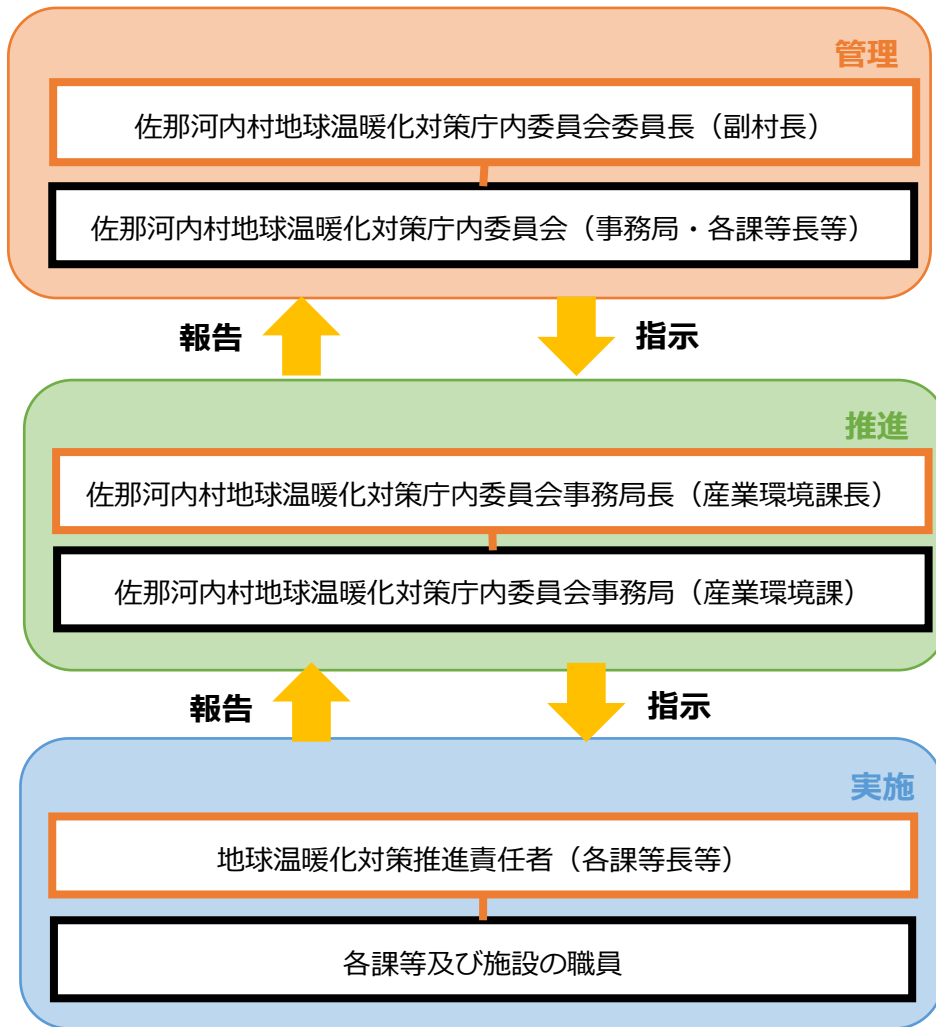 管理
佐那河内村地球温暖化対策庁内委員会委員長（副村長）
佐那河内村地球温暖化対策庁内委員会（事務局・各課等長等）
報告
指示
推進
佐那河内村地球温暖化対策庁内委員会事務局長（産業環境課長）
佐那河内村地球温暖化対策庁内委員会事務局（産業環境課）
報告
指示
実施
地球温暖化対策推進責任者（各課等長等）
各課等及び施設の職員